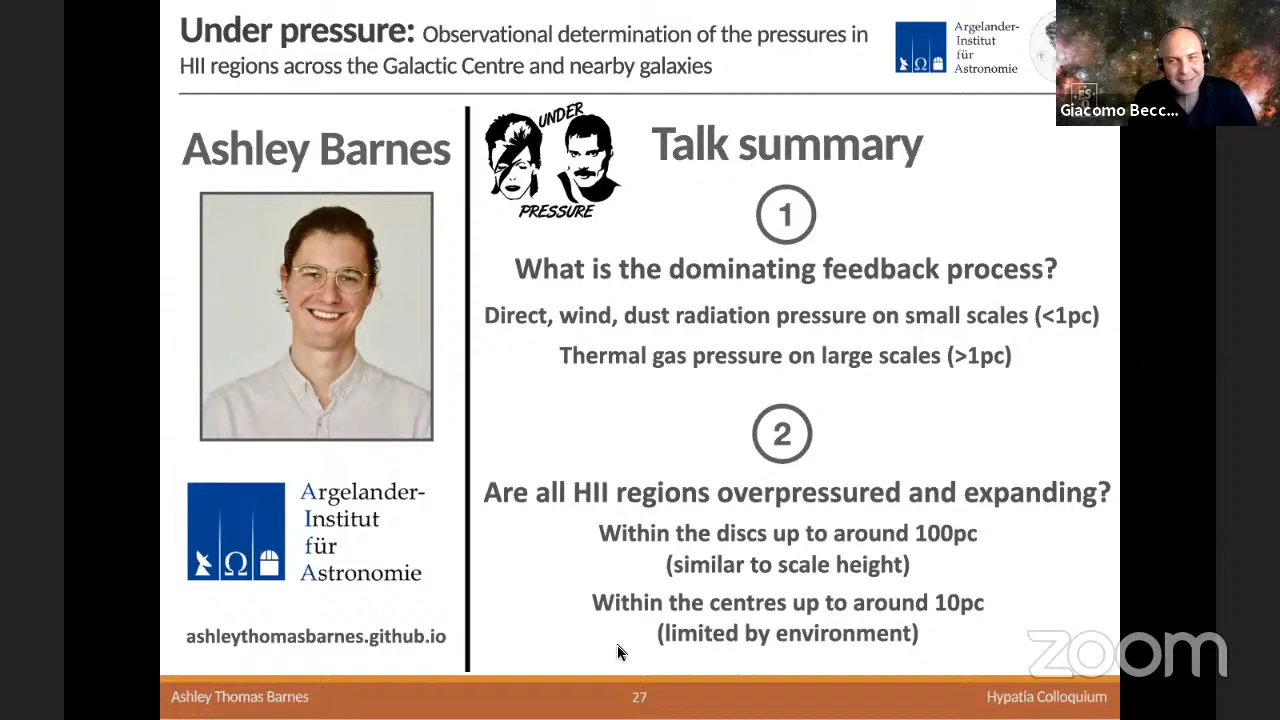 Under pressure: Observational determination of the pressures in
HII regions across the Galactic Centre and nearby galaxies
Argelander-
Institut
für
Astronomie
Giacomo Becc...
Ashley Barnes
UNDER
PRESSURE
Talk summary
1
What is the dominating feedback process?
Direct, wind, dust radiation pressure on small scales (<1pc)
Thermal gas pressure on large scales (>1pc)
2
Are all HII regions overpressured and expanding?
Within the discs up to around 100pc
(similar to scale height)
Within the centres up to around 10pc
(limited by environment)
Argelander-
Institut
für
Astronomie
ashleythomasbarnes.github.io
zoom
Ashley Thomas Barnes
27
Hypatia Colloquium